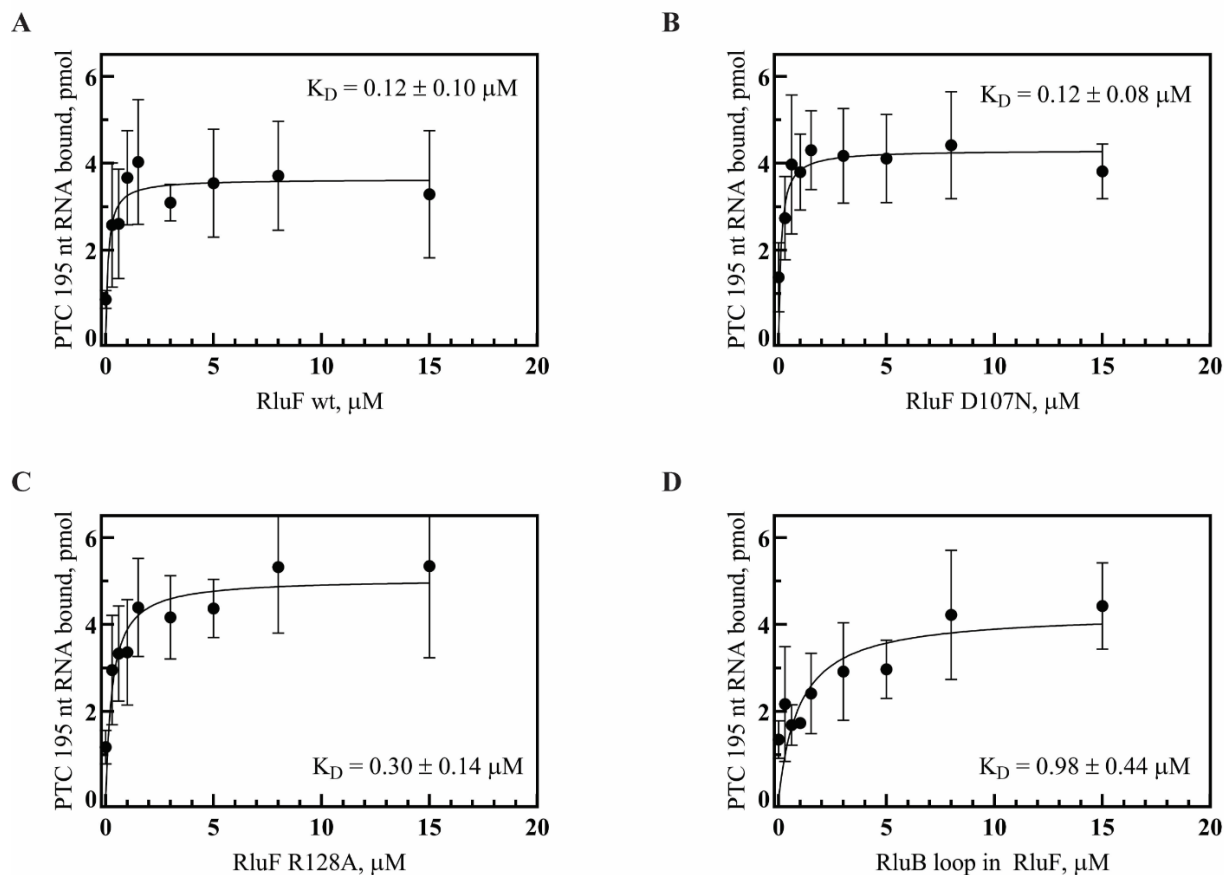 A
PTC 195 nt RNA bound, pmol
6
4
2
0
K_D = 0.12 ± 0.10 μM
0 5 10 15 20
RluF wt, μM
B
PTC 195 nt RNA bound, pmol
6
4
2
0
K_D = 0.12 ± 0.08 μM
0 5 10 15 20
RluF D107N, μM
C
PTC 195 nt RNA bound, pmol
6
4
2
0
K_D = 0.30 ± 0.14 μM
0 5 10 15 20
RluF R128A, μM
D
PTC 195 nt RNA bound, pmol
6
4
2
0
K_D = 0.98 ± 0.44 μM
0 5 10 15 20
RluB loop in RluF, μM